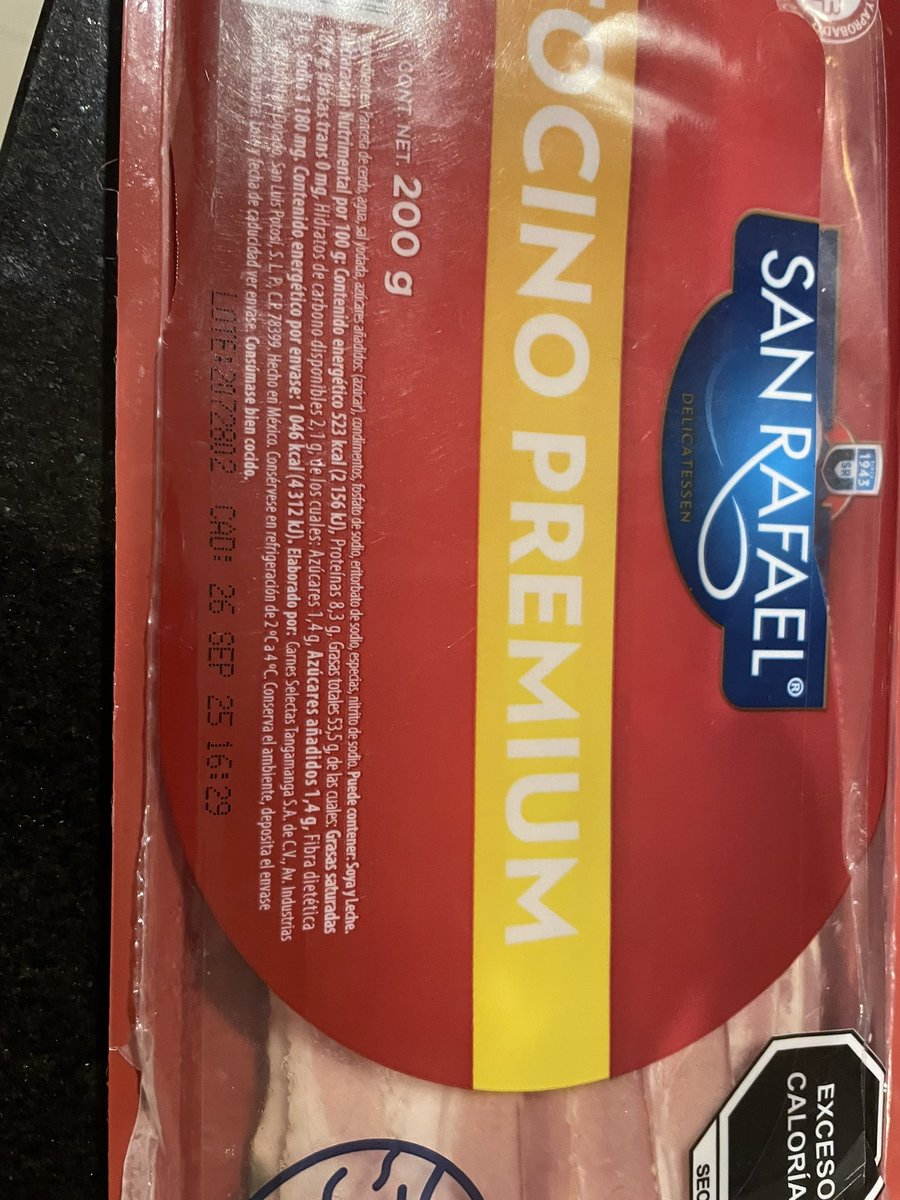 Y APROBADO
1943
SR
SAN RAFAEL®
DELICATESSEN
TOCINO PREMIUM
CONT. NET. 200 g
Panceta de cerdo, agua, sal yodada, azúcares añadidos (azúcar), condimentos, fosfato de sodio, eritorbato de sodio, especias, nitrito de sodio. Puede contener: Soya y Leche.
Nutrimental por 100 g: Contenido energético 523 kcal (2 156 kJ), Proteínas 8,3 g, Grasas totales 53,5 g, de las cuales: Grasas saturadas
Grasas trans 0 mg, Hidratos de carbono disponibles 2,1 g, de los cuales: Azúcares 1,4 g, Azúcares añadidos 1,4 g, Fibra dietética
Sodio 1 180 mg. Contenido energético por envase: 1 046 kcal (4 312 kJ). Elaborado por: Carnes Selectas Tangamanga S.A. de C.V., Av. Industrias
San Luis Potosí, S.L.P., C.P. 78399. Hecho en México. Consérvese en refrigeración de 2 °C a 4 °C. Conserva el ambiente, deposita el envase
y fecha de caducidad ver envase. Consúmase bien cocido.
LOTE:2072802 CAD: 26 SEP 25 16:29
EXCESO
CALORÍA
SEC